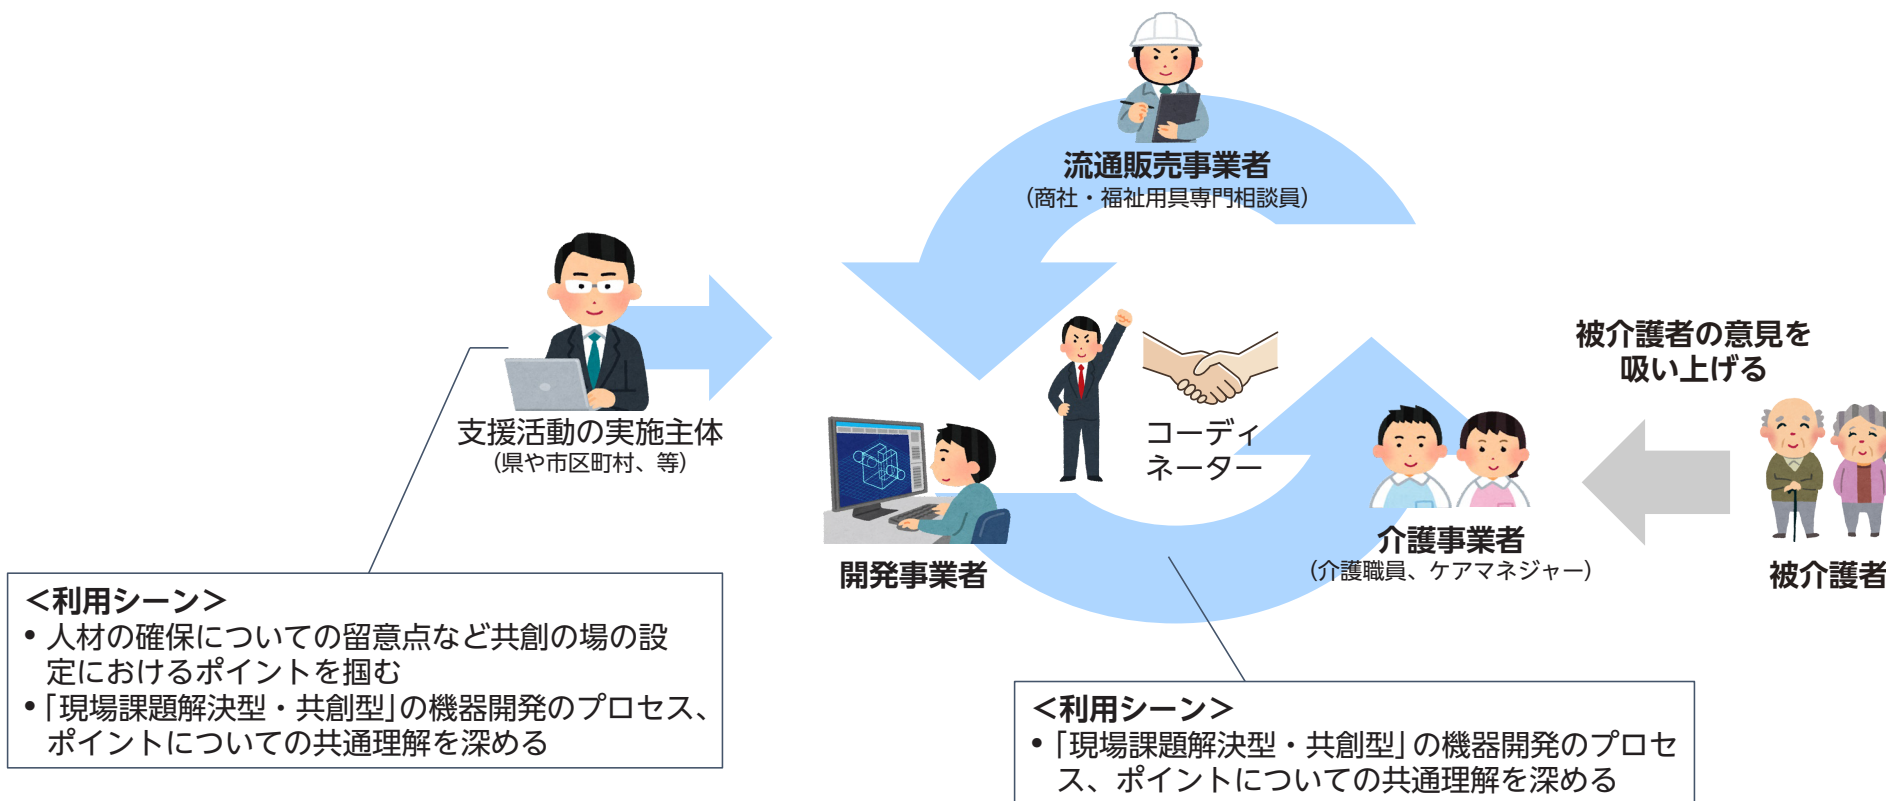 流通販売事業者
（商社・福祉用具専門相談員）
被介護者の意見を
吸い上げる
支援活動の実施主体
（県や市区町村、等）
コーディ
ネーター
開発事業者
介護事業者
（介護職員、ケアマネジャー）
被介護者
＜利用シーン＞
• 人材の確保についての留意点など共創の場の設
定におけるポイントを掴む
• 「現場課題解決型・共創型」の機器開発のプロセス、
ポイントについての共通理解を深める
＜利用シーン＞
• 「現場課題解決型・共創型」の機器開発のプロセ
ス、ポイントについての共通理解を深める